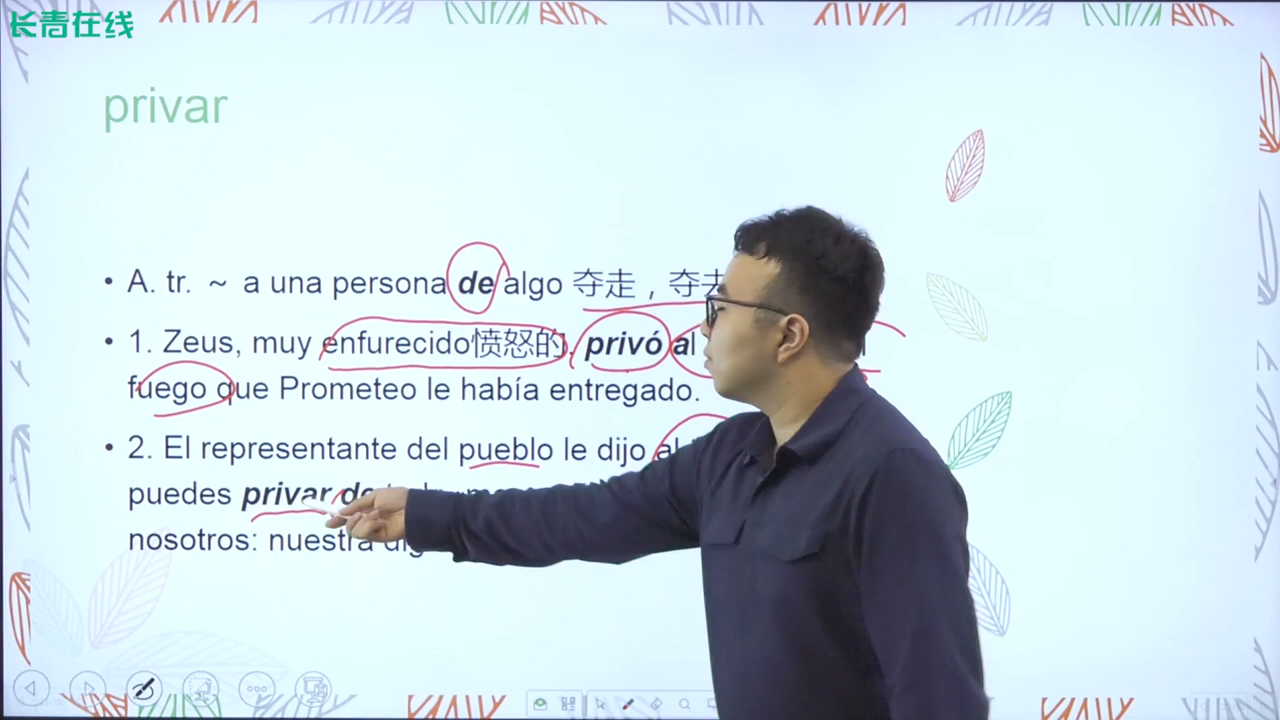 长青在线
privar
• A. tr. ~ a una persona de algo 夺走，夺去
• 1. Zeus, muy enfurecido愤怒的, privó al
fuego que Prometeo le había entregado.
• 2. El representante del pueblo le dijo al
puedes privar de
nosotros: nuestra